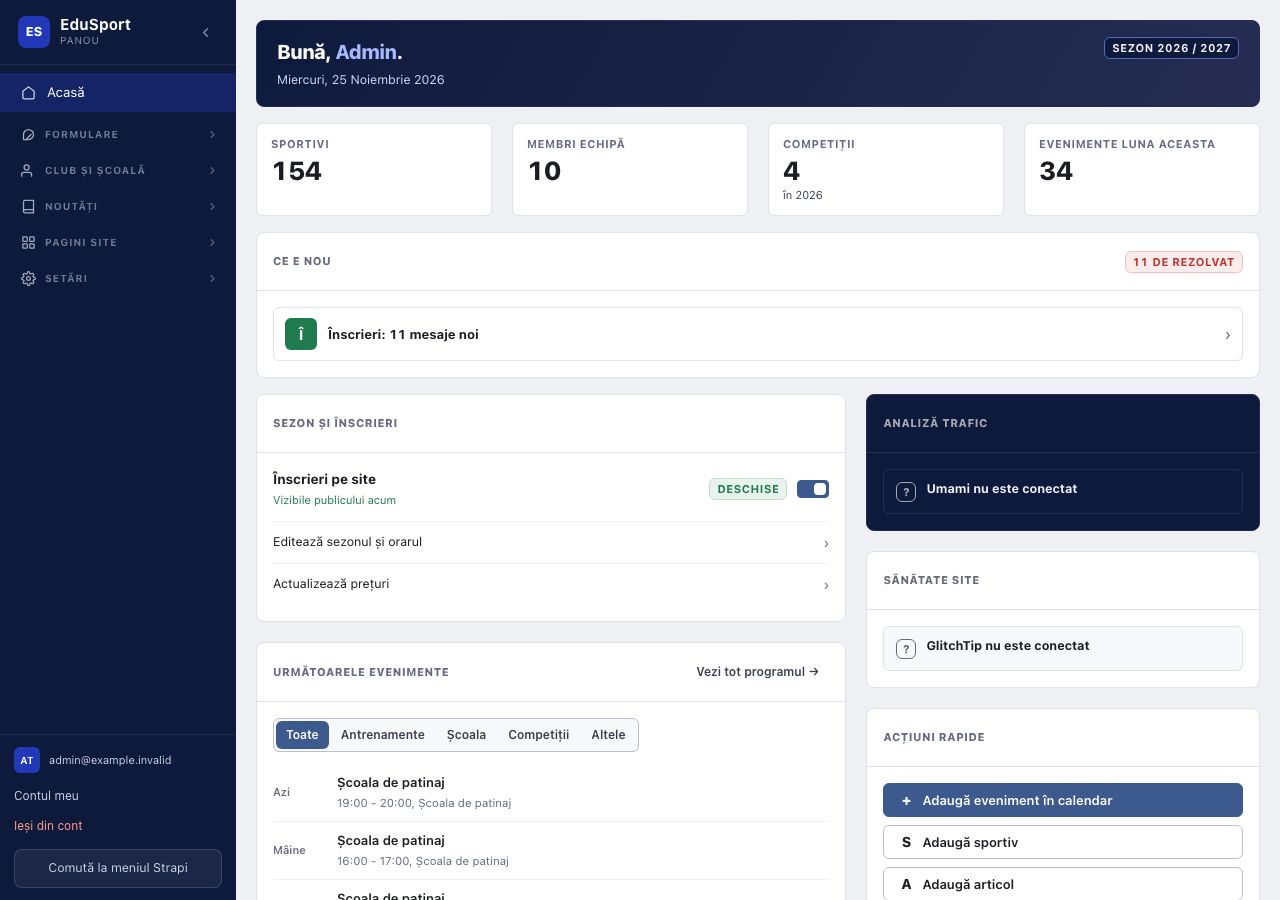 ES
EduSport
PANOU
Acasă
FORMULARE
CLUB ȘI ȘCOALĂ
NOUTĂȚI
PAGINI SITE
SETĂRI
AT
admin@example.invalid
Contul meu
Ieși din cont
Comută la meniul Strapi
Bună, Admin.
SEZON 2026 / 2027
Miercuri, 25 Noiembrie 2026
SPORTIVI
154
MEMBRI ECHIPĂ
10
COMPETIȚII
4
în 2026
EVENIMENTE LUNA ACEASTA
34
CE E NOU
11 DE REZOLVAT
Î
Înscrieri: 11 mesaje noi
SEZON ȘI ÎNSCRIERI
Înscrieri pe site
Vizibile publicului acum
DESCHISE
Editează sezonul și orarul
Actualizează prețuri
URMĂTOARELE EVENIMENTE
Vezi tot programul →
Toate
Antrenamente
Școala
Competiții
Altele
Azi
Școala de patinaj
19:00 - 20:00, Școala de patinaj
Mâine
Școala de patinaj
16:00 - 17:00, Școala de patinaj
Școala de patinaj
ANALIZĂ TRAFIC
?
Umami nu este conectat
SĂNĂTATE SITE
?
GlitchTip nu este conectat
ACȚIUNI RAPIDE
+ Adaugă eveniment în calendar
S Adaugă sportiv
A Adaugă articol